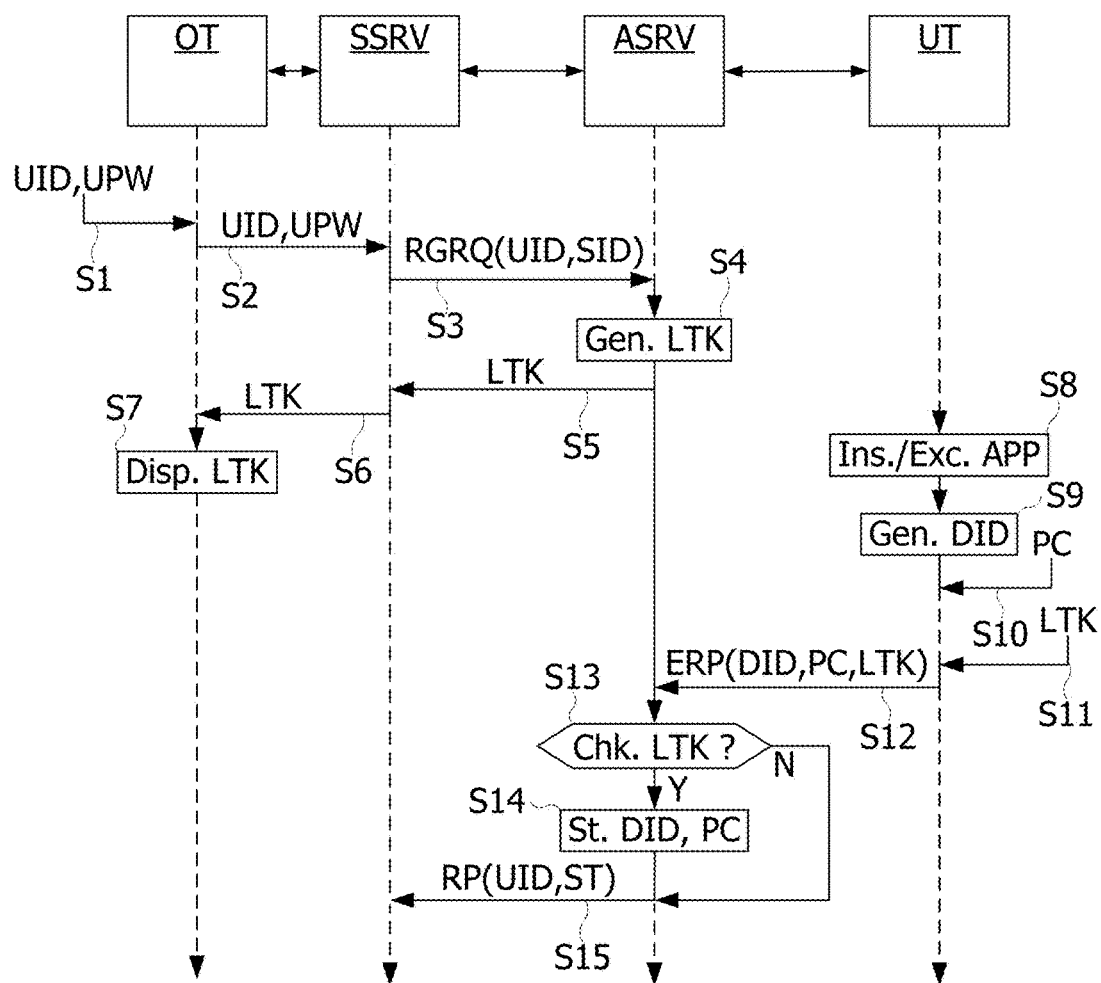 OT
SSRV
ASRV
UT
UID,UPW
S1
UID,UPW
S2
RGRQ(UID,SID)
S3
S4
Gen. LTK
LTK
S5
LTK
S6
S7
Disp. LTK
S8
Ins./Exc. APP
S9
Gen. DID
PC
S10
LTK
S11
ERP(DID,PC,LTK)
S12
S13
Chk. LTK ?
N
Y
S14
St. DID, PC
RP(UID,ST)
S15